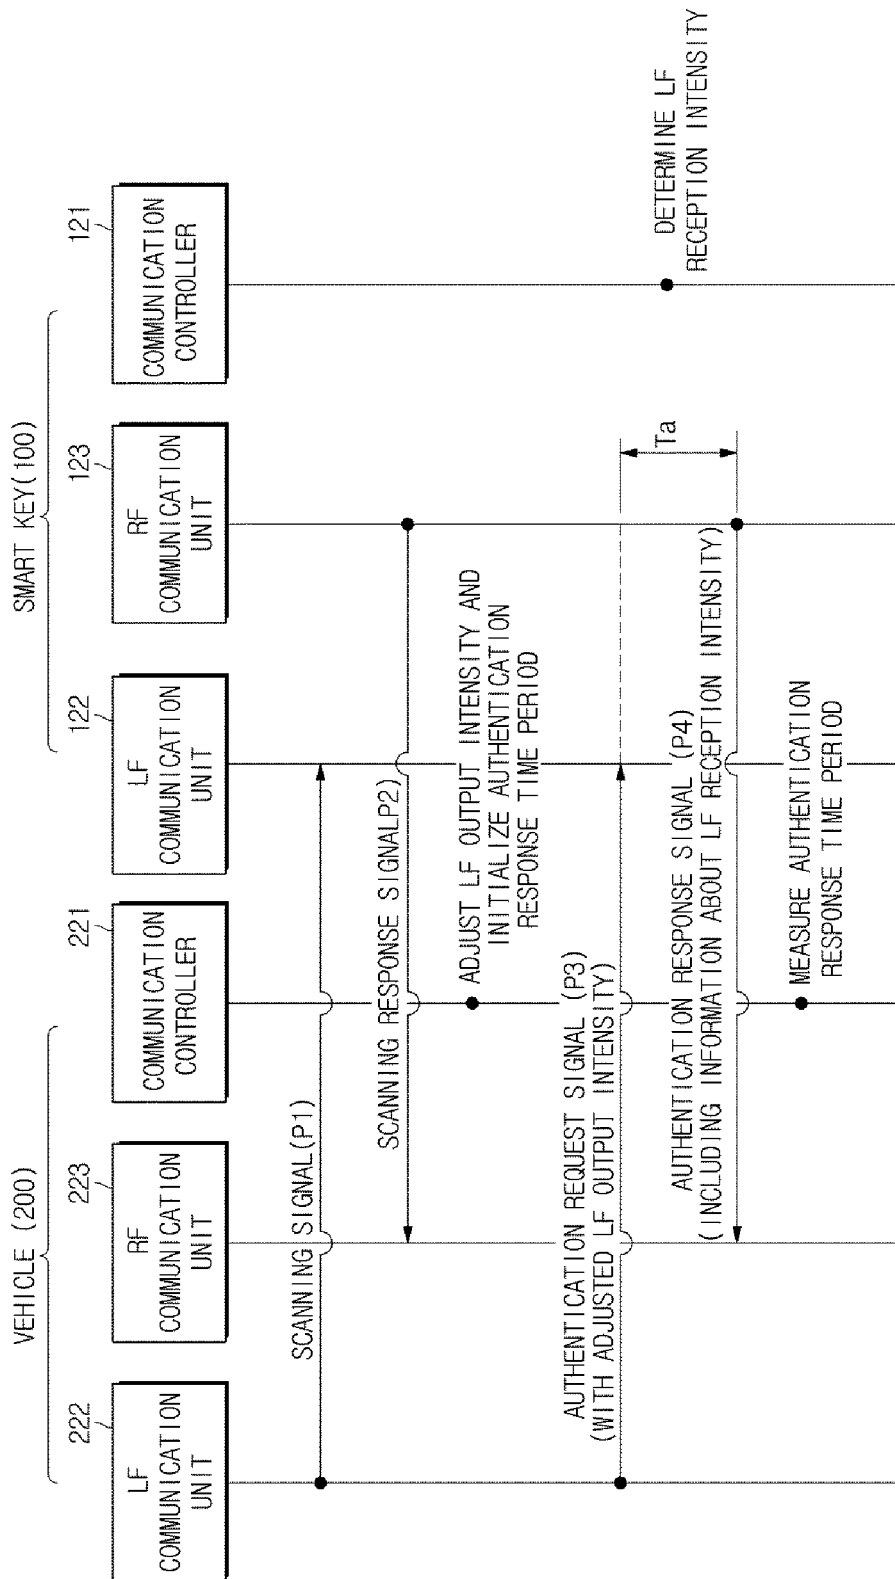 VEHICLE (200)
SMART KEY(100)
222
LF
COMMUNICATION
UNIT
223
RF
COMMUNICATION
UNIT
221
COMMUNICATION
CONTROLLER
122
LF
COMMUNICATION
UNIT
123
RF
COMMUNICATION
UNIT
121
COMMUNICATION
CONTROLLER
SCANNING SIGNAL(P1)
SCANNING RESPONSE SIGNALP2)
ADJUST LF OUTPUT INTENSITY AND
INITIALIZE AUTHENTICATION
RESPONSE TIME PERIOD
AUTHENTICATION REQUEST SIGNAL (P3)
(WITH ADJUSTED LF OUTPUT INTENSITY)
DETERMINE LF
RECEPTION INTENSITY
Ta
AUTHENTICATION RESPONSE SIGNAL (P4)
(INCLUDING INFORMATION ABOUT LF RECEPTION INTENSITY)
MEASURE AUTHENTICATION
RESPONSE TIME PERIOD